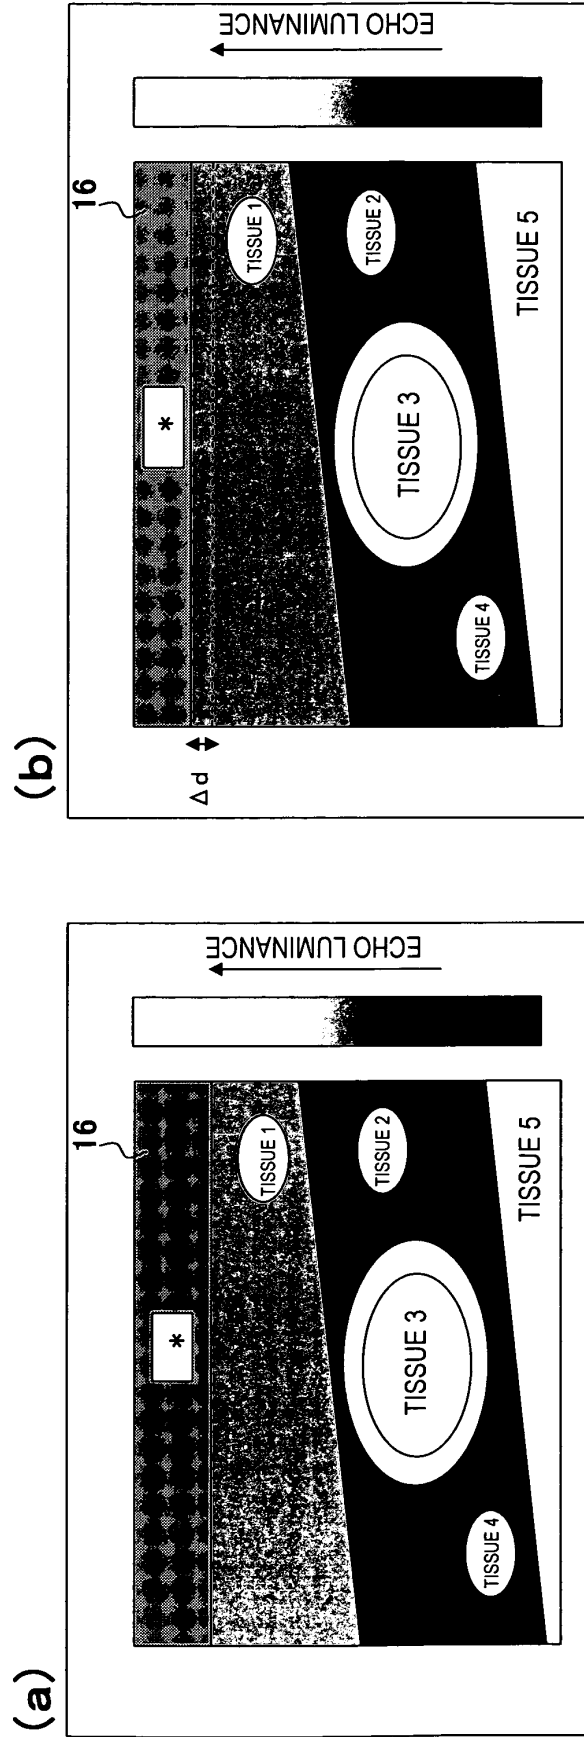 (a)
16
*
TISSUE 1
TISSUE 2
TISSUE 3
TISSUE 4
TISSUE 5
ECHO LUMINANCE
(b)
16
*
Δd
TISSUE 1
TISSUE 2
TISSUE 3
TISSUE 4
TISSUE 5
ECHO LUMINANCE